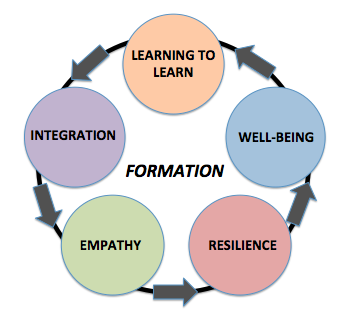 LEARNING TO
LEARN
INTEGRATION
WELL-BEING
FORMATION
EMPATHY
RESILIENCE